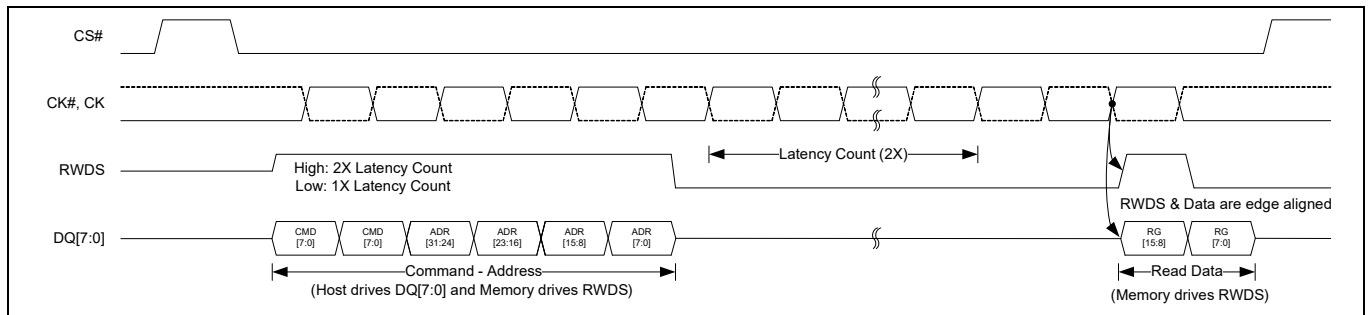 CS#
CK#, CK
Latency Count (2X)
RWDS
High: 2X Latency Count
Low: 1X Latency Count
RWDS & Data are edge aligned
DQ[7:0]
CMD
[7:0]
CMD
[7:0]
ADR
[31:24]
ADR
[23:16]
ADR
[15:8]
ADR
[7:0]
RG
[15:8]
RG
[7:0]
Command - Address
(Host drives DQ[7:0] and Memory drives RWDS)
Read Data
(Memory drives RWDS)